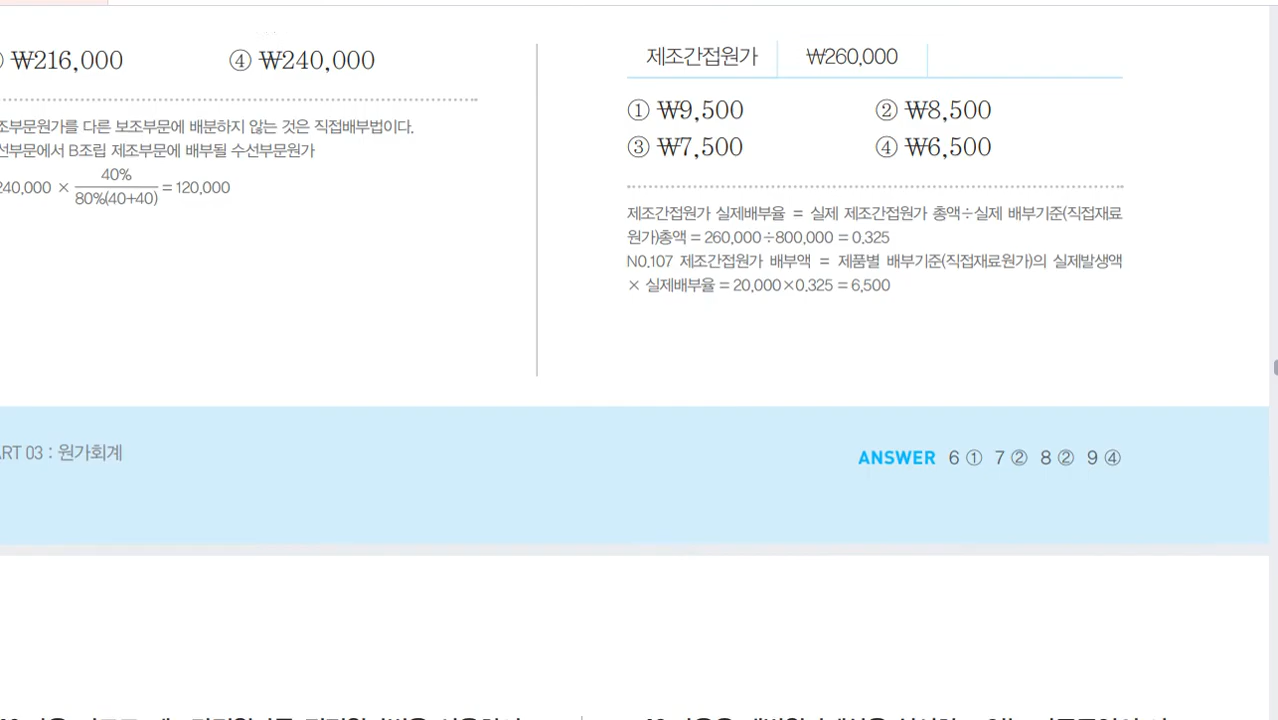 ₩216,000
④ ₩240,000
조부문원가를 다른 보조부문에 배분하지 않는 것은 직접배부법이다.
선부문에서 B조립 제조부문에 배부될 수선부문원가
240,000 × 40% / 80%(40+40) = 120,000
제조간접원가 ₩260,000
① ₩9,500 ② ₩8,500
③ ₩7,500 ④ ₩6,500
제조간접원가 실제배부율 = 실제 제조간접원가 총액÷실제 배부기준(직접재료
원가)총액 = 260,000÷800,000 = 0.325
N0.107 제조간접원가 배부액 = 제품별 배부기준(직접재료원가)의 실제발생액
× 실제배부율 = 20,000×0.325 = 6,500
ART 03 : 원가회계
ANSWER 6 ① 7 ② 8 ② 9 ④